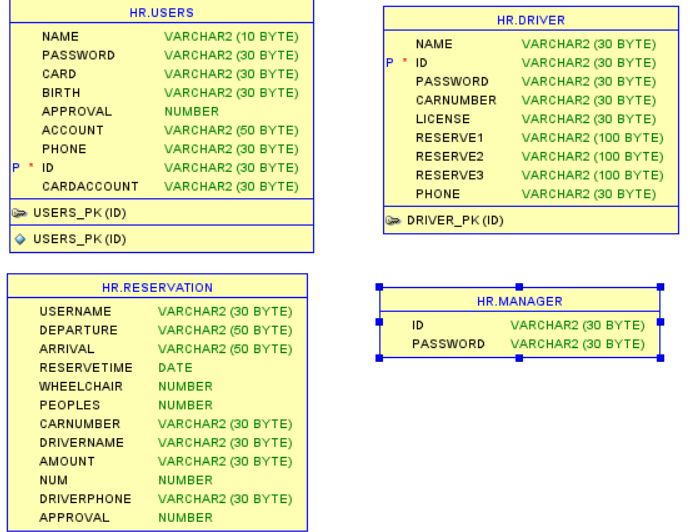 HR.USERS
NAME VARCHAR2 (10 BYTE)
PASSWORD VARCHAR2 (30 BYTE)
CARD VARCHAR2 (30 BYTE)
BIRTH VARCHAR2 (30 BYTE)
APPROVAL NUMBER
ACCOUNT VARCHAR2 (50 BYTE)
PHONE VARCHAR2 (30 BYTE)
P * ID VARCHAR2 (30 BYTE)
CARDACCOUNT VARCHAR2 (30 BYTE)
USERS_PK (ID)
USERS_PK (ID)
HR.DRIVER
NAME VARCHAR2 (30 BYTE)
P * ID VARCHAR2 (30 BYTE)
PASSWORD VARCHAR2 (30 BYTE)
CARNUMBER VARCHAR2 (30 BYTE)
LICENSE VARCHAR2 (30 BYTE)
RESERVE1 VARCHAR2 (100 BYTE)
RESERVE2 VARCHAR2 (100 BYTE)
RESERVE3 VARCHAR2 (100 BYTE)
PHONE VARCHAR2 (30 BYTE)
DRIVER_PK (ID)
HR.RESERVATION
USERNAME VARCHAR2 (30 BYTE)
DEPARTURE VARCHAR2 (50 BYTE)
ARRIVAL VARCHAR2 (50 BYTE)
RESERVETIME DATE
WHEELCHAIR NUMBER
PEOPLES NUMBER
CARNUMBER VARCHAR2 (30 BYTE)
DRIVERNAME VARCHAR2 (30 BYTE)
AMOUNT VARCHAR2 (30 BYTE)
NUM NUMBER
DRIVERPHONE VARCHAR2 (30 BYTE)
APPROVAL NUMBER
HR.MANAGER
ID VARCHAR2 (30 BYTE)
PASSWORD VARCHAR2 (30 BYTE)